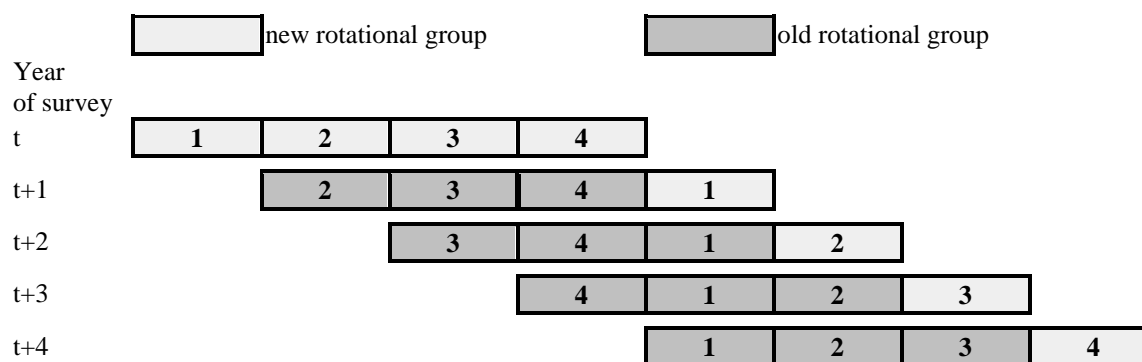 new rotational group old rotational group
Year
of survey
t 1 2 3 4
t+1 2 3 4 1
t+2 3 4 1 2
t+3 4 1 2 3
t+4 1 2 3 4